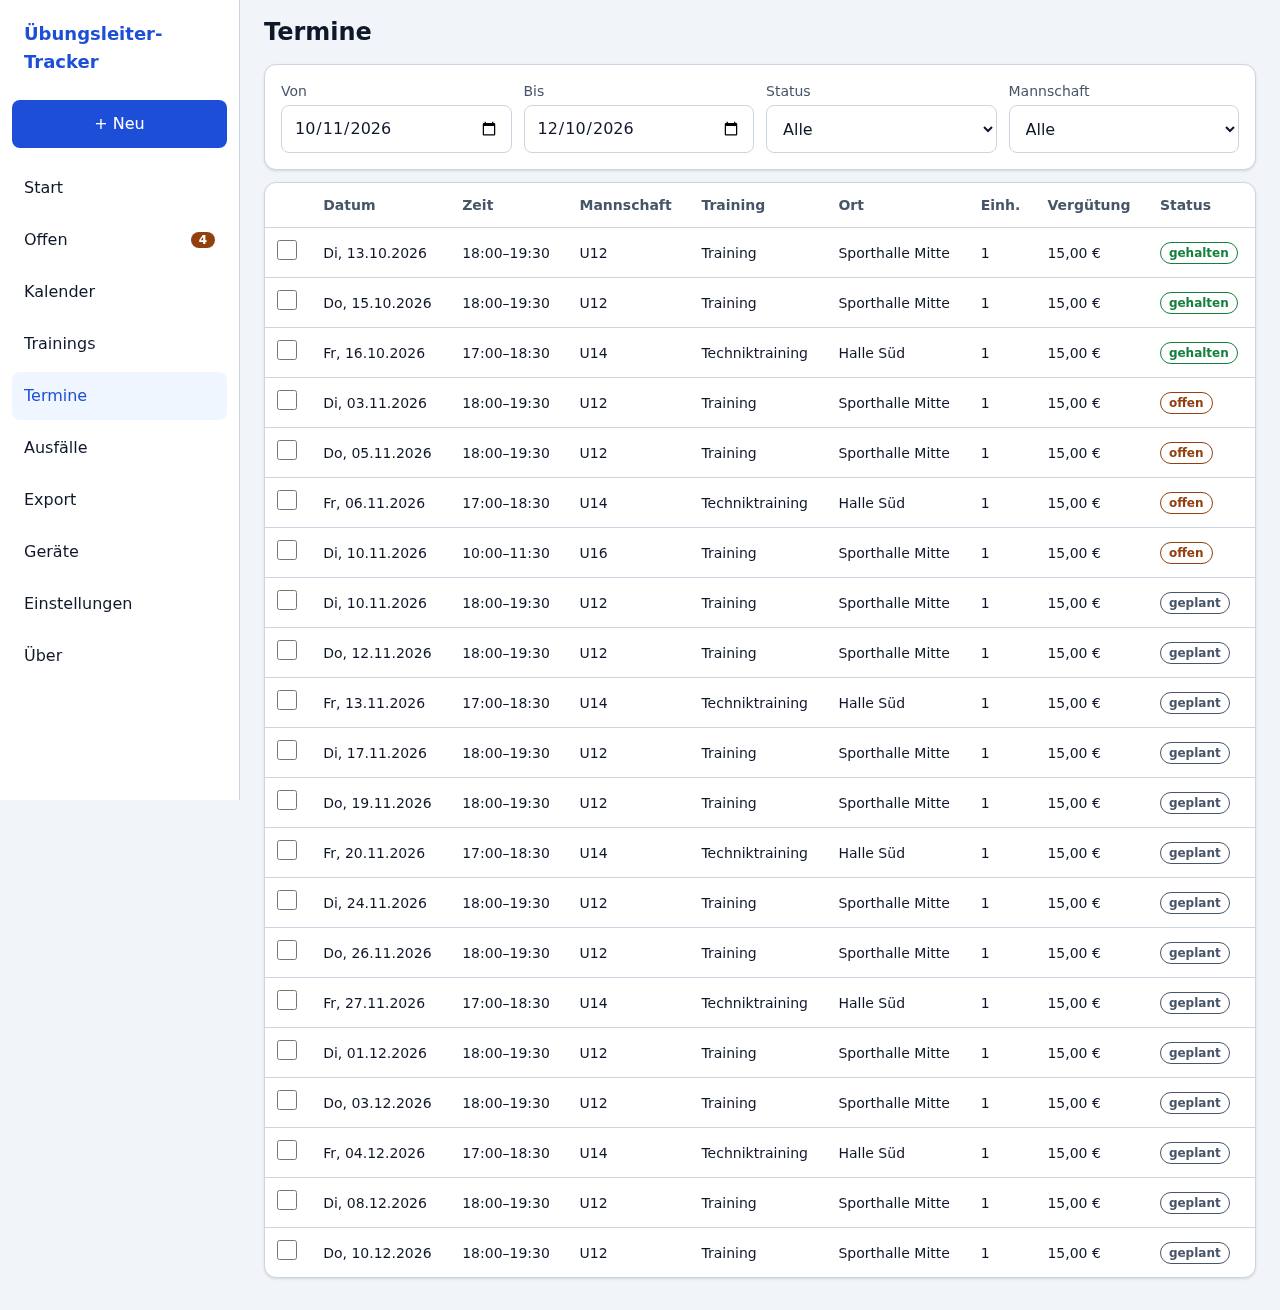 Übungsleiter-
Tracker
+ Neu
Start
Offen 4
Kalender
Trainings
Termine
Ausfälle
Export
Geräte
Einstellungen
Über
Termine
Von Bis Status Mannschaft
10/11/2026 12/10/2026 Alle Alle
Datum Zeit Mannschaft Training Ort Einh. Vergütung Status
Di, 13.10.2026 18:00–19:30 U12 Training Sporthalle Mitte 1 15,00 € gehalten
Do, 15.10.2026 18:00–19:30 U12 Training Sporthalle Mitte 1 15,00 € gehalten
Fr, 16.10.2026 17:00–18:30 U14 Techniktraining Halle Süd 1 15,00 € gehalten
Di, 03.11.2026 18:00–19:30 U12 Training Sporthalle Mitte 1 15,00 € offen
Do, 05.11.2026 18:00–19:30 U12 Training Sporthalle Mitte 1 15,00 € offen
Fr, 06.11.2026 17:00–18:30 U14 Techniktraining Halle Süd 1 15,00 € offen
Di, 10.11.2026 10:00–11:30 U16 Training Sporthalle Mitte 1 15,00 € offen
Di, 10.11.2026 18:00–19:30 U12 Training Sporthalle Mitte 1 15,00 € geplant
Do, 12.11.2026 18:00–19:30 U12 Training Sporthalle Mitte 1 15,00 € geplant
Fr, 13.11.2026 17:00–18:30 U14 Techniktraining Halle Süd 1 15,00 € geplant
Di, 17.11.2026 18:00–19:30 U12 Training Sporthalle Mitte 1 15,00 € geplant
Do, 19.11.2026 18:00–19:30 U12 Training Sporthalle Mitte 1 15,00 € geplant
Fr, 20.11.2026 17:00–18:30 U14 Techniktraining Halle Süd 1 15,00 € geplant
Di, 24.11.2026 18:00–19:30 U12 Training Sporthalle Mitte 1 15,00 € geplant
Do, 26.11.2026 18:00–19:30 U12 Training Sporthalle Mitte 1 15,00 € geplant
Fr, 27.11.2026 17:00–18:30 U14 Techniktraining Halle Süd 1 15,00 € geplant
Di, 01.12.2026 18:00–19:30 U12 Training Sporthalle Mitte 1 15,00 € geplant
Do, 03.12.2026 18:00–19:30 U12 Training Sporthalle Mitte 1 15,00 € geplant
Fr, 04.12.2026 17:00–18:30 U14 Techniktraining Halle Süd 1 15,00 € geplant
Di, 08.12.2026 18:00–19:30 U12 Training Sporthalle Mitte 1 15,00 € geplant
Do, 10.12.2026 18:00–19:30 U12 Training Sporthalle Mitte 1 15,00 € geplant